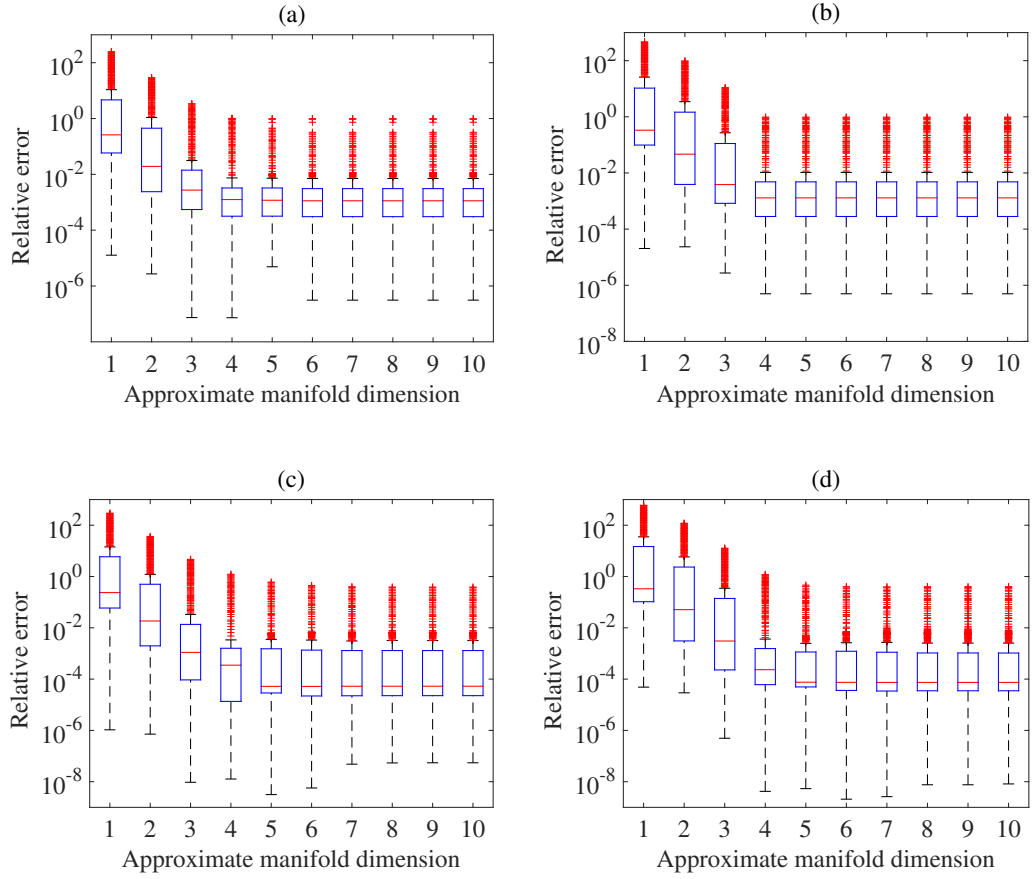 (a)
Relative error
10^2
10^0
10^-2
10^-4
10^-6
1 2 3 4 5 6 7 8 9 10
Approximate manifold dimension
(b)
Relative error
10^2
10^0
10^-2
10^-4
10^-6
10^-8
1 2 3 4 5 6 7 8 9 10
Approximate manifold dimension
(c)
Relative error
10^2
10^0
10^-2
10^-4
10^-6
10^-8
1 2 3 4 5 6 7 8 9 10
Approximate manifold dimension
(d)
Relative error
10^2
10^0
10^-2
10^-4
10^-6
10^-8
1 2 3 4 5 6 7 8 9 10
Approximate manifold dimension